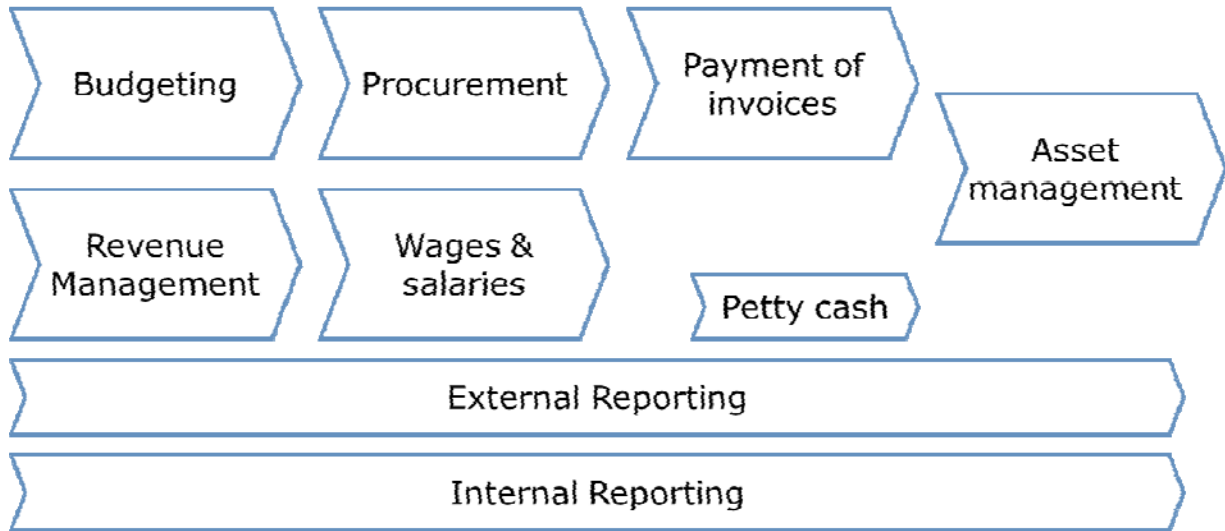 Budgeting
Procurement
Payment of
invoices
Asset
management
Revenue
Management
Wages &
salaries
Petty cash
External Reporting
Internal Reporting